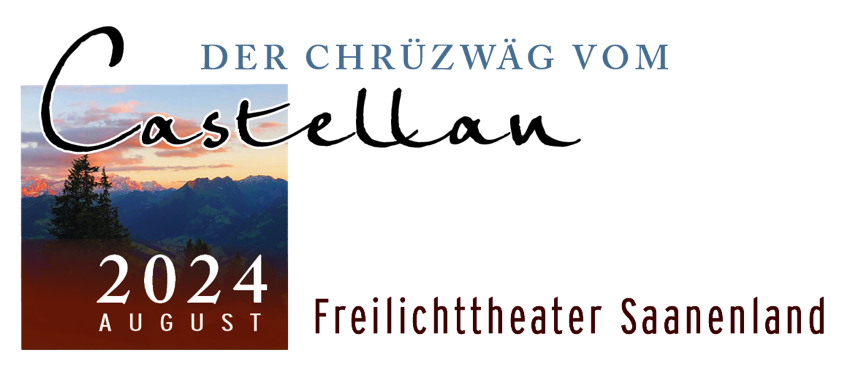 DER CHRÜZWÄG VOM
Castellan
2024
AUGUST
Freilichttheater Saanenland